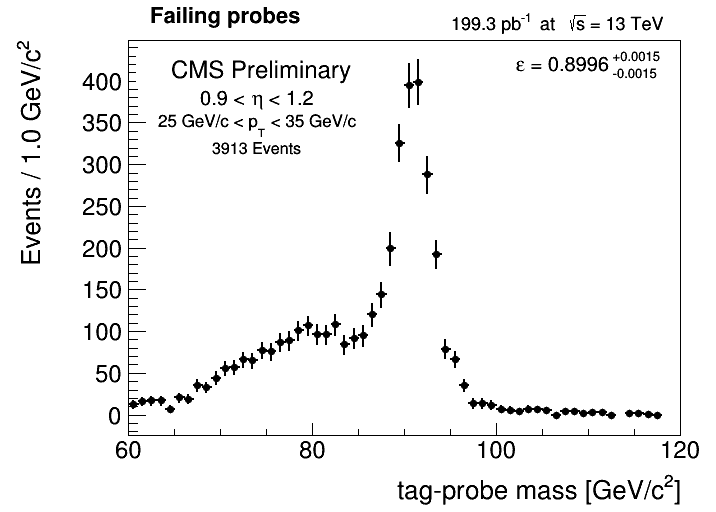 Failing probes
199.3 pb⁻¹ at √s = 13 TeV
CMS Preliminary
0.9 < η < 1.2
25 GeV/c < p_T < 35 GeV/c
3913 Events
ε = 0.8996 +0.0015 -0.0015
Events / 1.0 GeV/c²
400
350
300
250
200
150
100
50
0
60 80 100 120
tag-probe mass [GeV/c²]